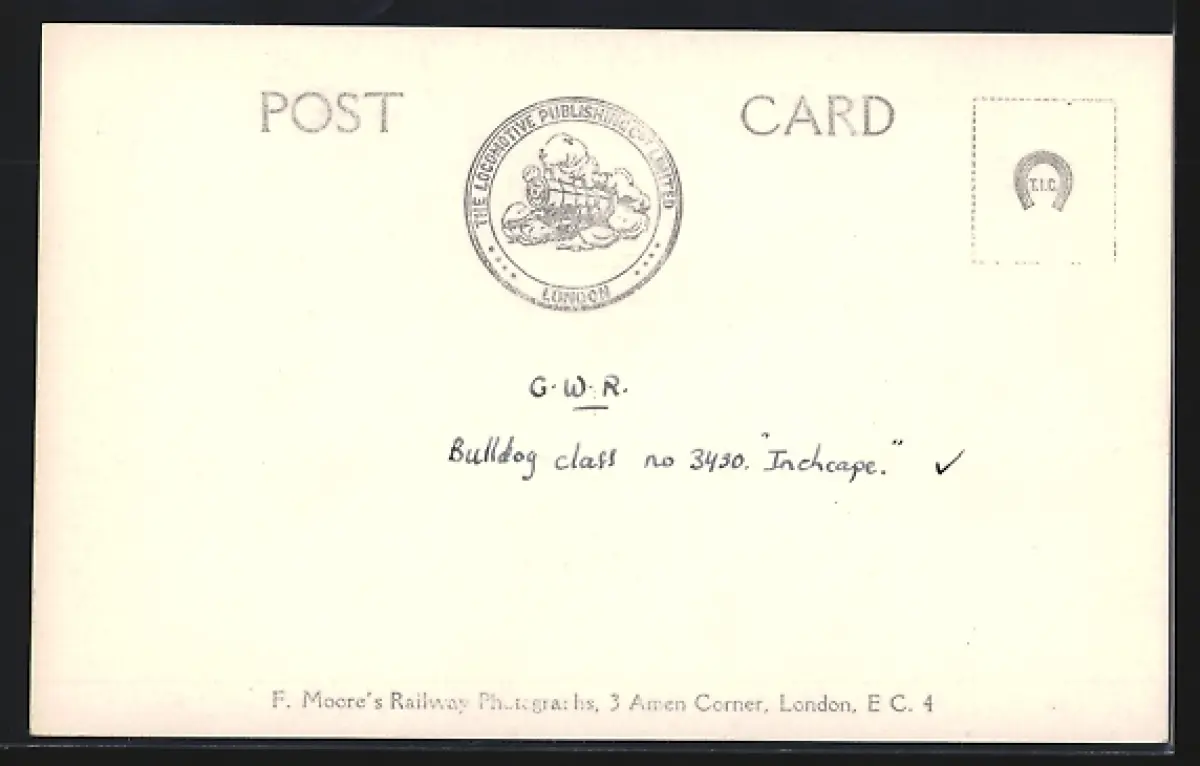 POST CARD
THE LOCOMOTIVE PUBLISHING COY LIMITED
LONDON
T.I.C.
G.W.R.
Bulldog class no 3430. "Inchcape." ✓
F. Moore's Railway Photographs, 3 Amen Corner, London, E C. 4